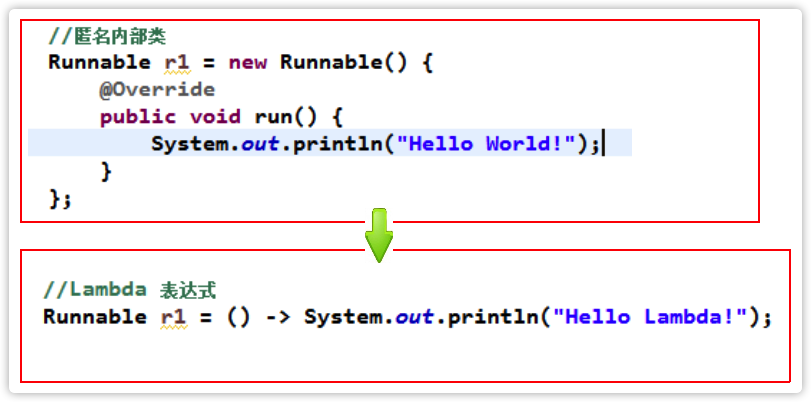 //匿名内部类
Runnable r1 = new Runnable() {
@Override
public void run() {
System.out.println("Hello World!");
}
};
//Lambda 表达式
Runnable r1 = () -> System.out.println("Hello Lambda!");